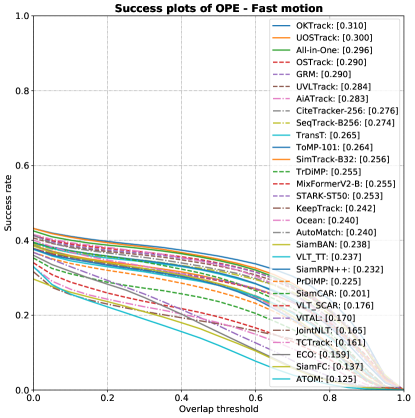 Success plots of OPE - Fast motion
1.0
0.8
0.6
0.4
0.2
0.0
Success rate
OKTrack: [0.310]
UOSTrack: [0.300]
All-in-One: [0.296]
OSTrack: [0.290]
GRM: [0.290]
UVLTrack: [0.284]
AiATrack: [0.283]
CiteTracker-256: [0.276]
SeqTrack-B256: [0.274]
TransT: [0.265]
ToMP-101: [0.264]
SimTrack-B32: [0.256]
TrDiMP: [0.255]
MixFormerV2-B: [0.255]
STARK-ST50: [0.253]
KeepTrack: [0.242]
Ocean: [0.240]
AutoMatch: [0.240]
SiamBAN: [0.238]
VLT_TT: [0.237]
SiamRPN++: [0.232]
PrDiMP: [0.225]
SiamCAR: [0.201]
VLT_SCAR: [0.176]
VITAL: [0.170]
JointNLT: [0.165]
TCTrack: [0.161]
ECO: [0.159]
SiamFC: [0.137]
ATOM: [0.125]
0.0 0.2 0.4 0.6 0.8 1.0
Overlap threshold